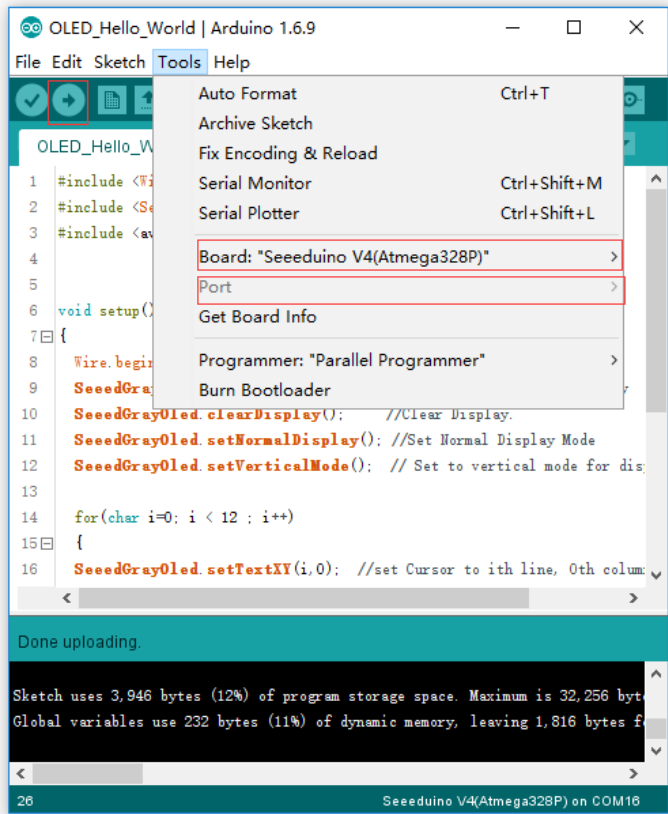 OLED_Hello_World | Arduino 1.6.9
File Edit Sketch Tools Help
Auto Format Ctrl+T
Archive Sketch
Fix Encoding & Reload
Serial Monitor Ctrl+Shift+M
Serial Plotter Ctrl+Shift+L
Board: "Seeeduino V4(Atmega328P)"
Port
Get Board Info
Programmer: "Parallel Programmer"
Burn Bootloader
OLED_Hello_W
1 #include <Wi
2 #include <Se
3 #include <av
4
5
6 void setup()
7 {
8 Wire.begin
9 SeeedGray
10 SeeedGrayOled.clearDisplay(); //Clear Display.
11 SeeedGrayOled.setNormalDisplay(); //Set Normal Display Mode
12 SeeedGrayOled.setVerticalMode(); // Set to vertical mode for dis
13
14 for(char i=0; i < 12 ; i++)
15 {
16 SeeedGrayOled.setTextXY(i,0); //set Cursor to ith line, 0th colum
Done uploading.
Sketch uses 3,946 bytes (12%) of program storage space. Maximum is 32,256 byte
Global variables use 232 bytes (11%) of dynamic memory, leaving 1,816 bytes f
26 Seeeduino V4(Atmega328P) on COM16